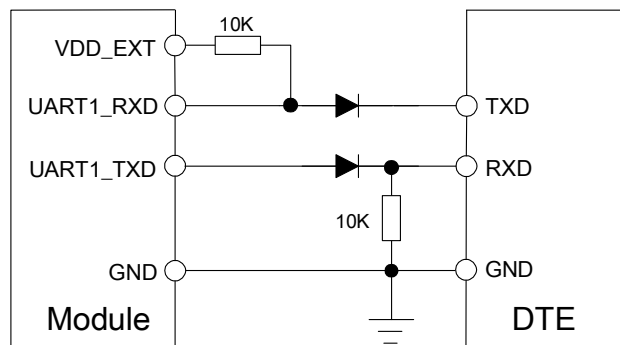 10K
VDD_EXT
UART1_RXD
TXD
UART1_TXD
RXD
10K
GND
GND
Module
DTE